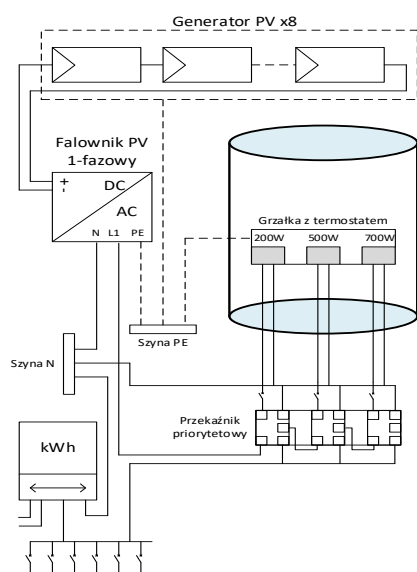 Generator PV x8
Falownik PV
1-fazowy
+
-
DC
AC
N L1 PE
Grzałka z termostatem
200W 500W 700W
Szyna PE
Szyna N
Przekaźnik
priorytetowy
kWh